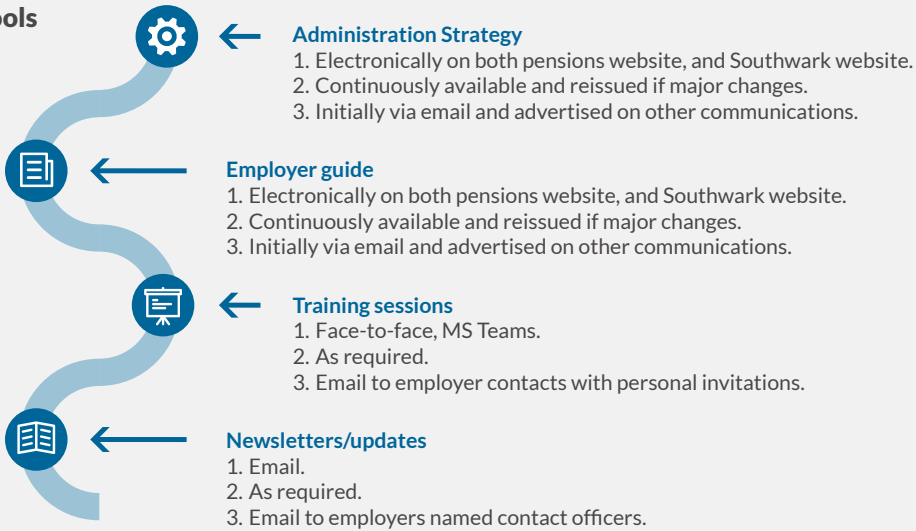 ools
Administration Strategy
1. Electronically on both pensions website, and Southwark website.
2. Continuously available and reissued if major changes.
3. Initially via email and advertised on other communications.
Employer guide
1. Electronically on both pensions website, and Southwark website.
2. Continuously available and reissued if major changes.
3. Initially via email and advertised on other communications.
Training sessions
1. Face-to-face, MS Teams.
2. As required.
3. Email to employer contacts with personal invitations.
Newsletters/updates
1. Email.
2. As required.
3. Email to employers named contact officers.